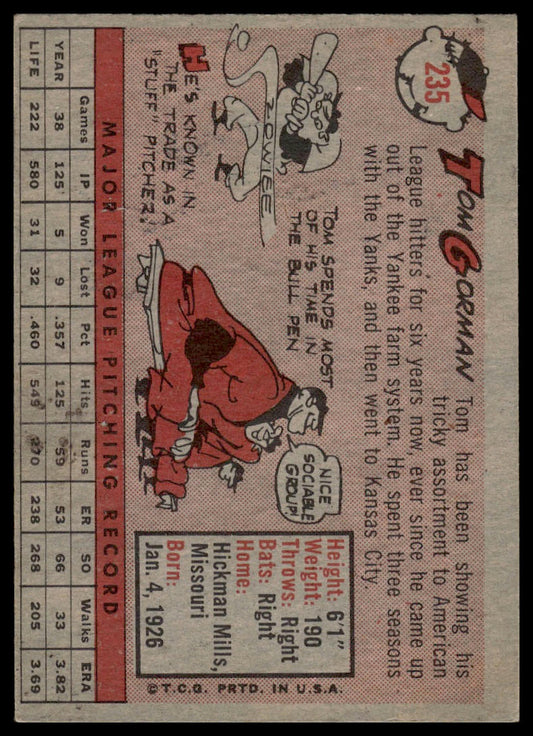 235
TOM GORMAN Tom has been showing his
tricky assortment to American
League hitters for six years now, ever since he came up
out of the Yankee farm system. He spent three seasons
with the Yanks, and then went to Kansas City.
ZOWIEE
HE'S KNOWN IN
THE TRADE AS A
"STUFF" PITCHER!
TOM SPENDS MOST
OF HIS TIME IN
THE BULL PEN
NICE
SOCIABLE
GROUP!
Height: 6'1"
Weight: 190
Throws: Right
Bats: Right
Home:
Hickman Mills,
Missouri
Born:
Jan. 4, 1926
©T.C.G. PRTD. IN U.S.A.
MAJOR LEAGUE PITCHING RECORD
Games IP Won Lost Pct Hits Runs ER SO Walks ERA
YEAR 38 125 5 9 .357 125 59 53 66 33 3.82
LIFE 222 580 31 32 .460 549 270 238 268 205 3.69